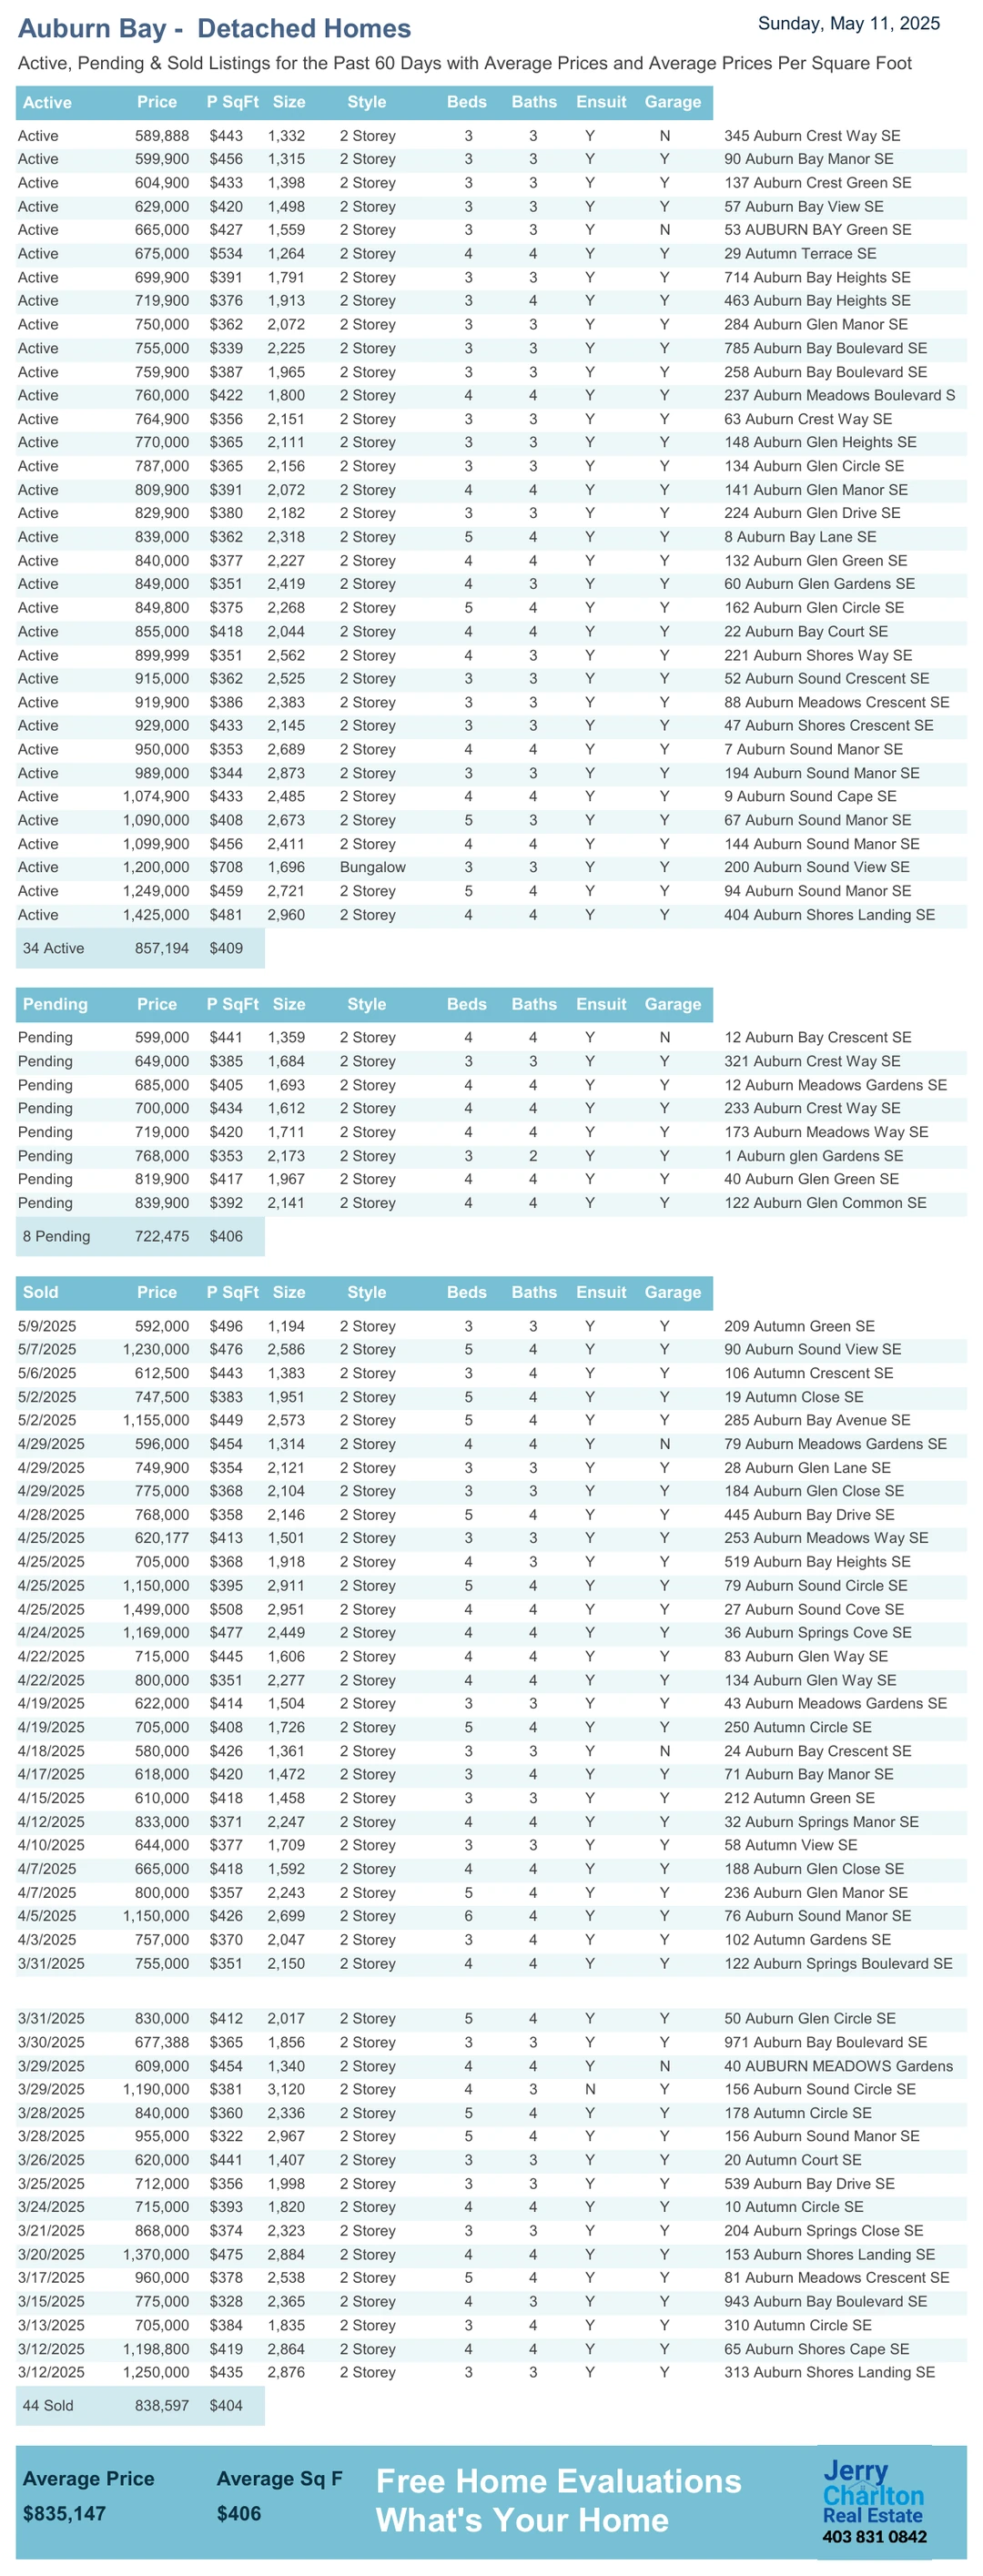 Auburn Bay - Detached Homes Sunday, May 11, 2025
Active, Pending & Sold Listings for the Past 60 Days with Average Prices and Average Prices Per Square Foot
Active Price P SqFt Size Style Beds Baths Ensuit Garage
Active 589,888 $443 1,332 2 Storey 3 3 Y N 345 Auburn Crest Way SE
Active 599,900 $456 1,315 2 Storey 3 3 Y Y 90 Auburn Bay Manor SE
Active 604,900 $433 1,398 2 Storey 3 3 Y Y 137 Auburn Crest Green SE
Active 629,000 $420 1,498 2 Storey 3 3 Y Y 57 Auburn Bay View SE
Active 665,000 $427 1,559 2 Storey 3 3 Y N 53 AUBURN BAY Green SE
Active 675,000 $534 1,264 2 Storey 4 4 Y Y 29 Autumn Terrace SE
Active 699,900 $391 1,791 2 Storey 3 3 Y Y 714 Auburn Bay Heights SE
Active 719,900 $376 1,913 2 Storey 3 4 Y Y 463 Auburn Bay Heights SE
Active 750,000 $362 2,072 2 Storey 3 3 Y Y 284 Auburn Glen Manor SE
Active 755,000 $339 2,225 2 Storey 3 3 Y Y 785 Auburn Bay Boulevard SE
Active 759,900 $387 1,965 2 Storey 3 3 Y Y 258 Auburn Bay Boulevard SE
Active 760,000 $422 1,800 2 Storey 4 4 Y Y 237 Auburn Meadows Boulevard S
Active 764,900 $356 2,151 2 Storey 3 3 Y Y 63 Auburn Crest Way SE
Active 770,000 $365 2,111 2 Storey 3 3 Y Y 148 Auburn Glen Heights SE
Active 787,000 $365 2,156 2 Storey 3 3 Y Y 134 Auburn Glen Circle SE
Active 809,900 $391 2,072 2 Storey 4 4 Y Y 141 Auburn Glen Manor SE
Active 829,900 $380 2,182 2 Storey 3 3 Y Y 224 Auburn Glen Drive SE
Active 839,000 $362 2,318 2 Storey 5 4 Y Y 8 Auburn Bay Lane SE
Active 840,000 $377 2,227 2 Storey 4 4 Y Y 132 Auburn Glen Green SE
Active 849,000 $351 2,419 2 Storey 4 3 Y Y 60 Auburn Glen Gardens SE
Active 849,800 $375 2,268 2 Storey 5 4 Y Y 162 Auburn Glen Circle SE
Active 855,000 $418 2,044 2 Storey 4 4 Y Y 22 Auburn Bay Court SE
Active 899,999 $351 2,562 2 Storey 4 3 Y Y 221 Auburn Shores Way SE
Active 915,000 $362 2,525 2 Storey 3 3 Y Y 52 Auburn Sound Crescent SE
Active 919,900 $386 2,383 2 Storey 3 3 Y Y 88 Auburn Meadows Crescent SE
Active 929,000 $433 2,145 2 Storey 3 3 Y Y 47 Auburn Shores Crescent SE
Active 950,000 $353 2,689 2 Storey 4 4 Y Y 7 Auburn Sound Manor SE
Active 989,000 $344 2,873 2 Storey 3 3 Y Y 194 Auburn Sound Manor SE
Active 1,074,900 $433 2,485 2 Storey 4 4 Y Y 9 Auburn Sound Cape SE
Active 1,090,000 $408 2,673 2 Storey 5 3 Y Y 67 Auburn Sound Manor SE
Active 1,099,900 $456 2,411 2 Storey 4 4 Y Y 144 Auburn Sound Manor SE
Active 1,200,000 $708 1,696 Bungalow 3 3 Y Y 200 Auburn Sound View SE
Active 1,249,000 $459 2,721 2 Storey 5 4 Y Y 94 Auburn Sound Manor SE
Active 1,425,000 $481 2,960 2 Storey 4 4 Y Y 404 Auburn Shores Landing SE
34 Active 857,194 $409
Pending Price P SqFt Size Style Beds Baths Ensuit Garage
Pending 599,000 $441 1,359 2 Storey 4 4 Y N 12 Auburn Bay Crescent SE
Pending 649,000 $385 1,684 2 Storey 3 3 Y Y 321 Auburn Crest Way SE
Pending 685,000 $405 1,693 2 Storey 4 4 Y Y 12 Auburn Meadows Gardens SE
Pending 700,000 $434 1,612 2 Storey 4 4 Y Y 233 Auburn Crest Way SE
Pending 719,000 $420 1,711 2 Storey 4 4 Y Y 173 Auburn Meadows Way SE
Pending 768,000 $353 2,173 2 Storey 3 2 Y Y 1 Auburn glen Gardens SE
Pending 819,900 $417 1,967 2 Storey 4 4 Y Y 40 Auburn Glen Green SE
Pending 839,900 $392 2,141 2 Storey 4 4 Y Y 122 Auburn Glen Common SE
8 Pending 722,475 $406
Sold Price P SqFt Size Style Beds Baths Ensuit Garage
5/9/2025 592,000 $496 1,194 2 Storey 3 3 Y Y 209 Autumn Green SE
5/7/2025 1,230,000 $476 2,586 2 Storey 5 4 Y Y 90 Auburn Sound View SE
5/6/2025 612,500 $443 1,383 2 Storey 3 4 Y Y 106 Autumn Crescent SE
5/2/2025 747,500 $383 1,951 2 Storey 5 4 Y Y 19 Autumn Close SE
5/2/2025 1,155,000 $449 2,573 2 Storey 5 4 Y Y 285 Auburn Bay Avenue SE
4/29/2025 596,000 $454 1,314 2 Storey 4 4 Y N 79 Auburn Meadows Gardens SE
4/29/2025 749,900 $354 2,121 2 Storey 3 3 Y Y 28 Auburn Glen Lane SE
4/29/2025 775,000 $368 2,104 2 Storey 3 3 Y Y 184 Auburn Glen Close SE
4/28/2025 768,000 $358 2,146 2 Storey 5 4 Y Y 445 Auburn Bay Drive SE
4/25/2025 620,177 $413 1,501 2 Storey 3 3 Y Y 253 Auburn Meadows Way SE
4/25/2025 705,000 $368 1,918 2 Storey 4 3 Y Y 519 Auburn Bay Heights SE
4/25/2025 1,150,000 $395 2,911 2 Storey 5 4 Y Y 79 Auburn Sound Circle SE
4/25/2025 1,499,000 $508 2,951 2 Storey 4 4 Y Y 27 Auburn Sound Cove SE
4/24/2025 1,169,000 $477 2,449 2 Storey 4 4 Y Y 36 Auburn Springs Cove SE
4/22/2025 715,000 $445 1,606 2 Storey 4 4 Y Y 83 Auburn Glen Way SE
4/22/2025 800,000 $351 2,277 2 Storey 4 4 Y Y 134 Auburn Glen Way SE
4/19/2025 622,000 $414 1,504 2 Storey 3 3 Y Y 43 Auburn Meadows Gardens SE
4/19/2025 705,000 $408 1,726 2 Storey 5 4 Y Y 250 Autumn Circle SE
4/18/2025 580,000 $426 1,361 2 Storey 3 3 Y N 24 Auburn Bay Crescent SE
4/17/2025 618,000 $420 1,472 2 Storey 3 4 Y Y 71 Auburn Bay Manor SE
4/15/2025 610,000 $418 1,458 2 Storey 3 3 Y Y 212 Autumn Green SE
4/12/2025 833,000 $371 2,247 2 Storey 4 4 Y Y 32 Auburn Springs Manor SE
4/10/2025 644,000 $377 1,709 2 Storey 3 3 Y Y 58 Autumn View SE
4/7/2025 665,000 $418 1,592 2 Storey 4 4 Y Y 188 Auburn Glen Close SE
4/7/2025 800,000 $357 2,243 2 Storey 5 4 Y Y 236 Auburn Glen Manor SE
4/5/2025 1,150,000 $426 2,699 2 Storey 6 4 Y Y 76 Auburn Sound Manor SE
4/3/2025 757,000 $370 2,047 2 Storey 3 4 Y Y 102 Autumn Gardens SE
3/31/2025 755,000 $351 2,150 2 Storey 4 4 Y Y 122 Auburn Springs Boulevard SE
3/31/2025 830,000 $412 2,017 2 Storey 5 4 Y Y 50 Auburn Glen Circle SE
3/30/2025 677,388 $365 1,856 2 Storey 3 3 Y Y 971 Auburn Bay Boulevard SE
3/29/2025 609,000 $454 1,340 2 Storey 4 4 Y N 40 AUBURN MEADOWS Gardens
3/29/2025 1,190,000 $381 3,120 2 Storey 4 3 N Y 156 Auburn Sound Circle SE
3/28/2025 840,000 $360 2,336 2 Storey 5 4 Y Y 178 Autumn Circle SE
3/28/2025 955,000 $322 2,967 2 Storey 5 4 Y Y 156 Auburn Sound Manor SE
3/26/2025 620,000 $441 1,407 2 Storey 3 3 Y Y 20 Autumn Court SE
3/25/2025 712,000 $356 1,998 2 Storey 3 3 Y Y 539 Auburn Bay Drive SE
3/24/2025 715,000 $393 1,820 2 Storey 4 4 Y Y 10 Autumn Circle SE
3/21/2025 868,000 $374 2,323 2 Storey 3 3 Y Y 204 Auburn Springs Close SE
3/20/2025 1,370,000 $475 2,884 2 Storey 4 4 Y Y 153 Auburn Shores Landing SE
3/17/2025 960,000 $378 2,538 2 Storey 5 4 Y Y 81 Auburn Meadows Crescent SE
3/15/2025 775,000 $328 2,365 2 Storey 4 3 Y Y 943 Auburn Bay Boulevard SE
3/13/2025 705,000 $384 1,835 2 Storey 3 4 Y Y 310 Autumn Circle SE
3/12/2025 1,198,800 $419 2,864 2 Storey 4 4 Y Y 65 Auburn Shores Cape SE
3/12/2025 1,250,000 $435 2,876 2 Storey 3 3 Y Y 313 Auburn Shores Landing SE
44 Sold 838,597 $404
Average Price Average Sq F
$835,147 $406
Free Home Evaluations
What's Your Home
Jerry
Charlton
Real Estate
403 831 0842